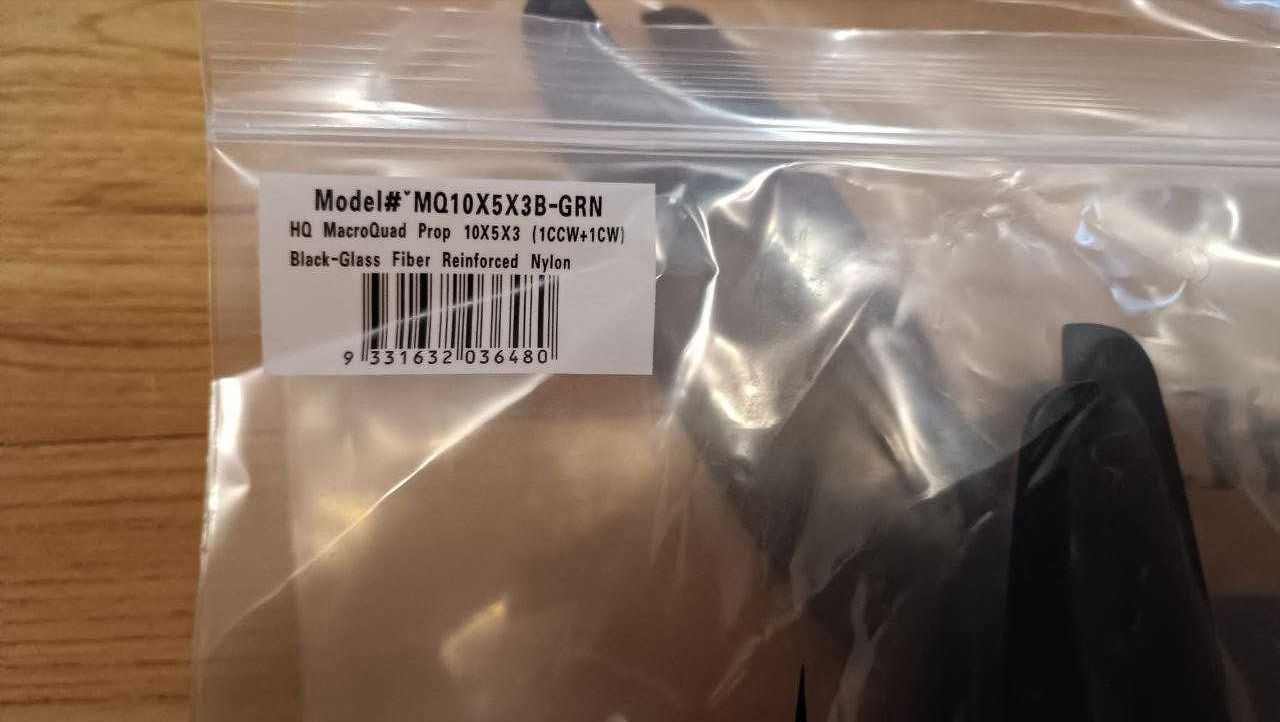 Model#ˇMQ10X5X3B-GRN
HQ MacroQuad Prop 10X5X3 (1CCW+1CW)
Black-Glass Fiber Reinforced Nylon
9 331632 036480